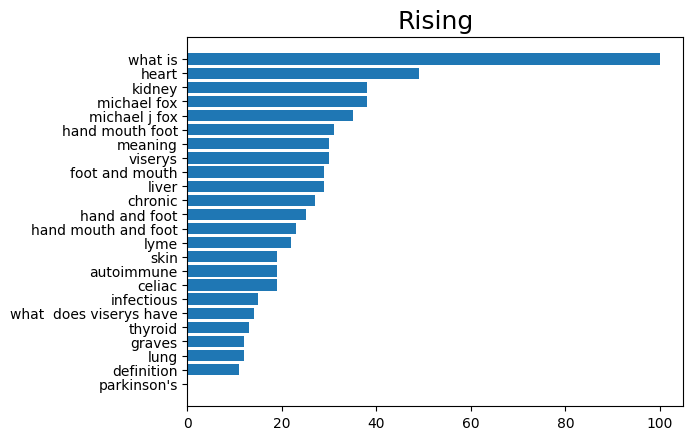 Rising
what is
heart
kidney
michael fox
michael j fox
hand mouth foot
meaning
viserys
foot and mouth
liver
chronic
hand and foot
hand mouth and foot
lyme
skin
autoimmune
celiac
infectious
what  does viserys have
thyroid
graves
lung
definition
parkinson's
0 20 40 60 80 100